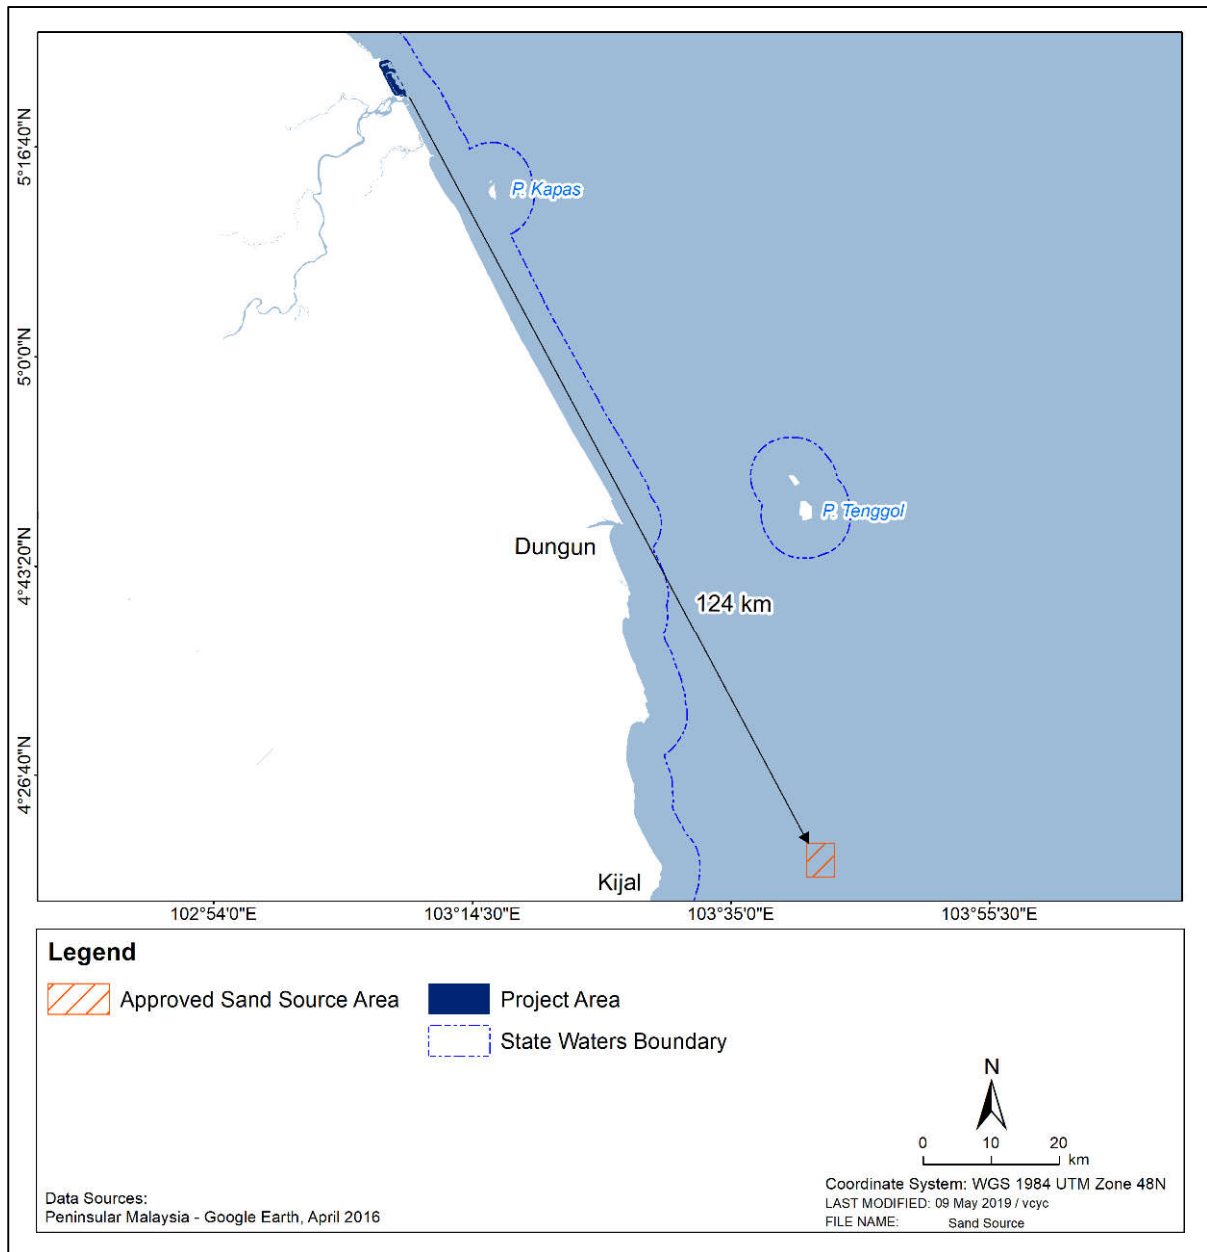 5°16'40"N
P. Kapas
5°0'0"N
P. Tenggol
Dungun
4°43'20"N
124 km
4°26'40"N
Kijal
102°54'0"E
103°14'30"E
103°35'0"E
103°55'30"E
Legend
Approved Sand Source Area
Project Area
State Waters Boundary
N
0 10 20
km
Coordinate System: WGS 1984 UTM Zone 48N
LAST MODIFIED: 09 May 2019 / vcyc
FILE NAME: Sand Source
Data Sources:
Peninsular Malaysia - Google Earth, April 2016